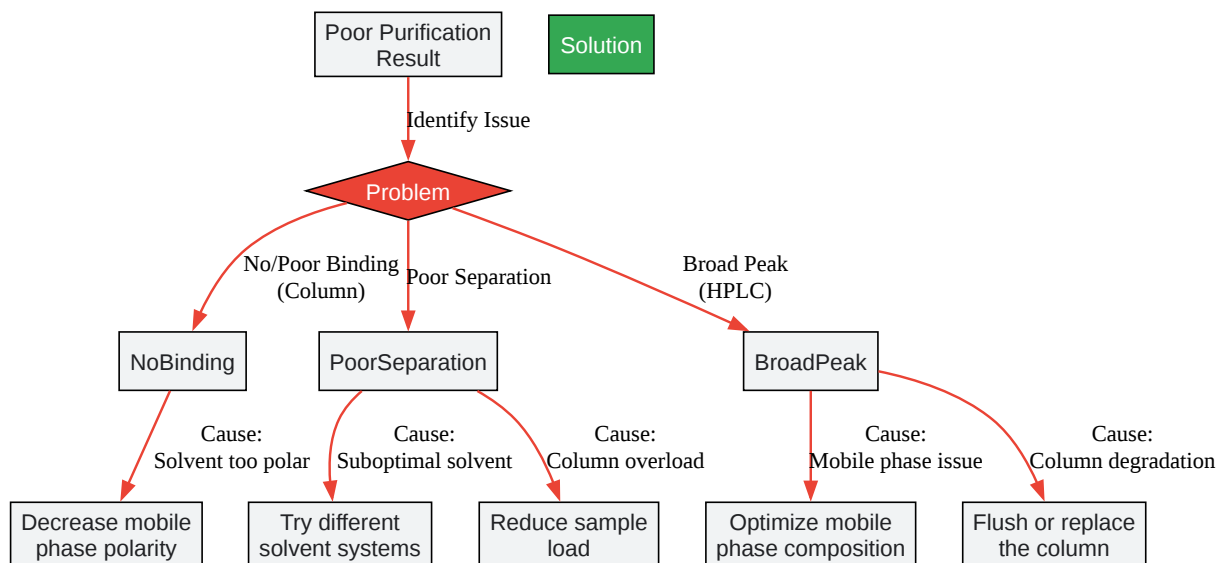 Poor Purification
Result
Solution
Identify Issue
Problem
No/Poor Binding
(Column)
Poor Separation
Broad Peak
(HPLC)
NoBinding
PoorSeparation
BroadPeak
Cause:
Solvent too polar
Cause:
Suboptimal solvent
Cause:
Column overload
Cause:
Mobile phase issue
Cause:
Column degradation
Decrease mobile
phase polarity
Try different
solvent systems
Reduce sample
load
Optimize mobile
phase composition
Flush or replace
the column